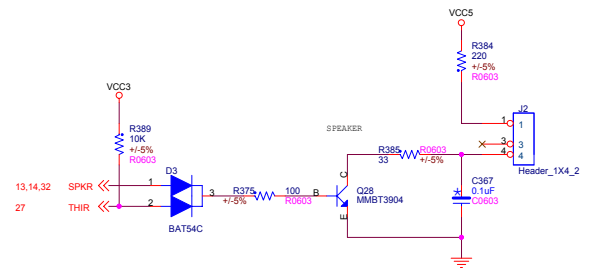 VCC5
R384
220
+/-5%
R0603
VCC3
J2
R389
10K
+/-5%
R0603
SPEAKER
1 1
3 3
4 4
R385 R0603
33 +/-5%
Header_1X4_2
D3
C
13,14,32 SPKR 1
3 R375 100 B
+/-5% R0603
Q28
MMBT3904
C367
0.1uF
C0603
27 THIR 2
E
BAT54C